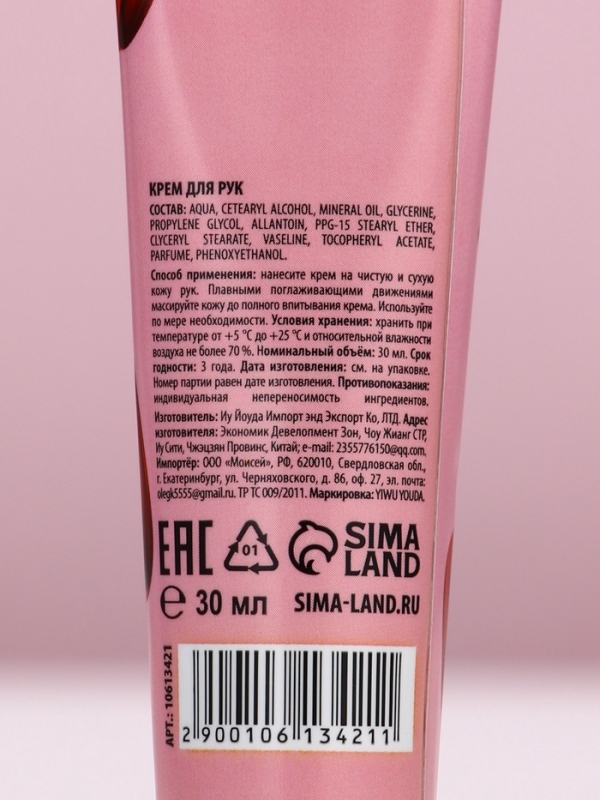 КРЕМ ДЛЯ РУК
СОСТАВ: AQUA, CETEARYL ALCOHOL, MINERAL OIL, GLYCERINE,
PROPYLENE GLYCOL, ALLANTOIN, PPG-15 STEARYL ETHER,
CLYCERYL STEARATE, VASELINE, TOCOPHERYL ACETATE,
PARFUME, PHENOXYETHANOL.
Способ применения: нанесите крем на чистую и сухую
кожу рук. Плавными поглаживающими движениями
массируйте кожу до полного впитывания крема. Используйте
по мере необходимости. Условия хранения: хранить при
температуре от +5 °C до +25 °C и относительной влажности
воздуха не более 70 %. Номинальный объём: 30 мл. Срок
годности: 3 года. Дата изготовления: см. на упаковке.
Номер партии равен дате изготовления. Противопоказания:
индивидуальная непереносимость ингредиентов.
Изготовитель: Иу Йоуда Импорт энд Экспорт Ко, ЛТД. Адрес
изготовителя: Экономик Девелопмент Зон, Чоу Жианг СТР,
Иу Сити, Чжэцзян Провинс, Китай; e-mail: 2355776150@qq.com.
Импортёр: ООО «Моисей», РФ, 620010, Свердловская обл.,
г. Екатеринбург, ул. Черняховского, д. 86, оф. 27, эл. почта:
olegk5555@gmail.ru. ТР ТС 009/2011. Маркировка: YIWU YOUDA.
EAC 01 SIMA LAND
℮ 30 мл SIMA-LAND.RU
АРТ.: 10613421
2 900106 134211